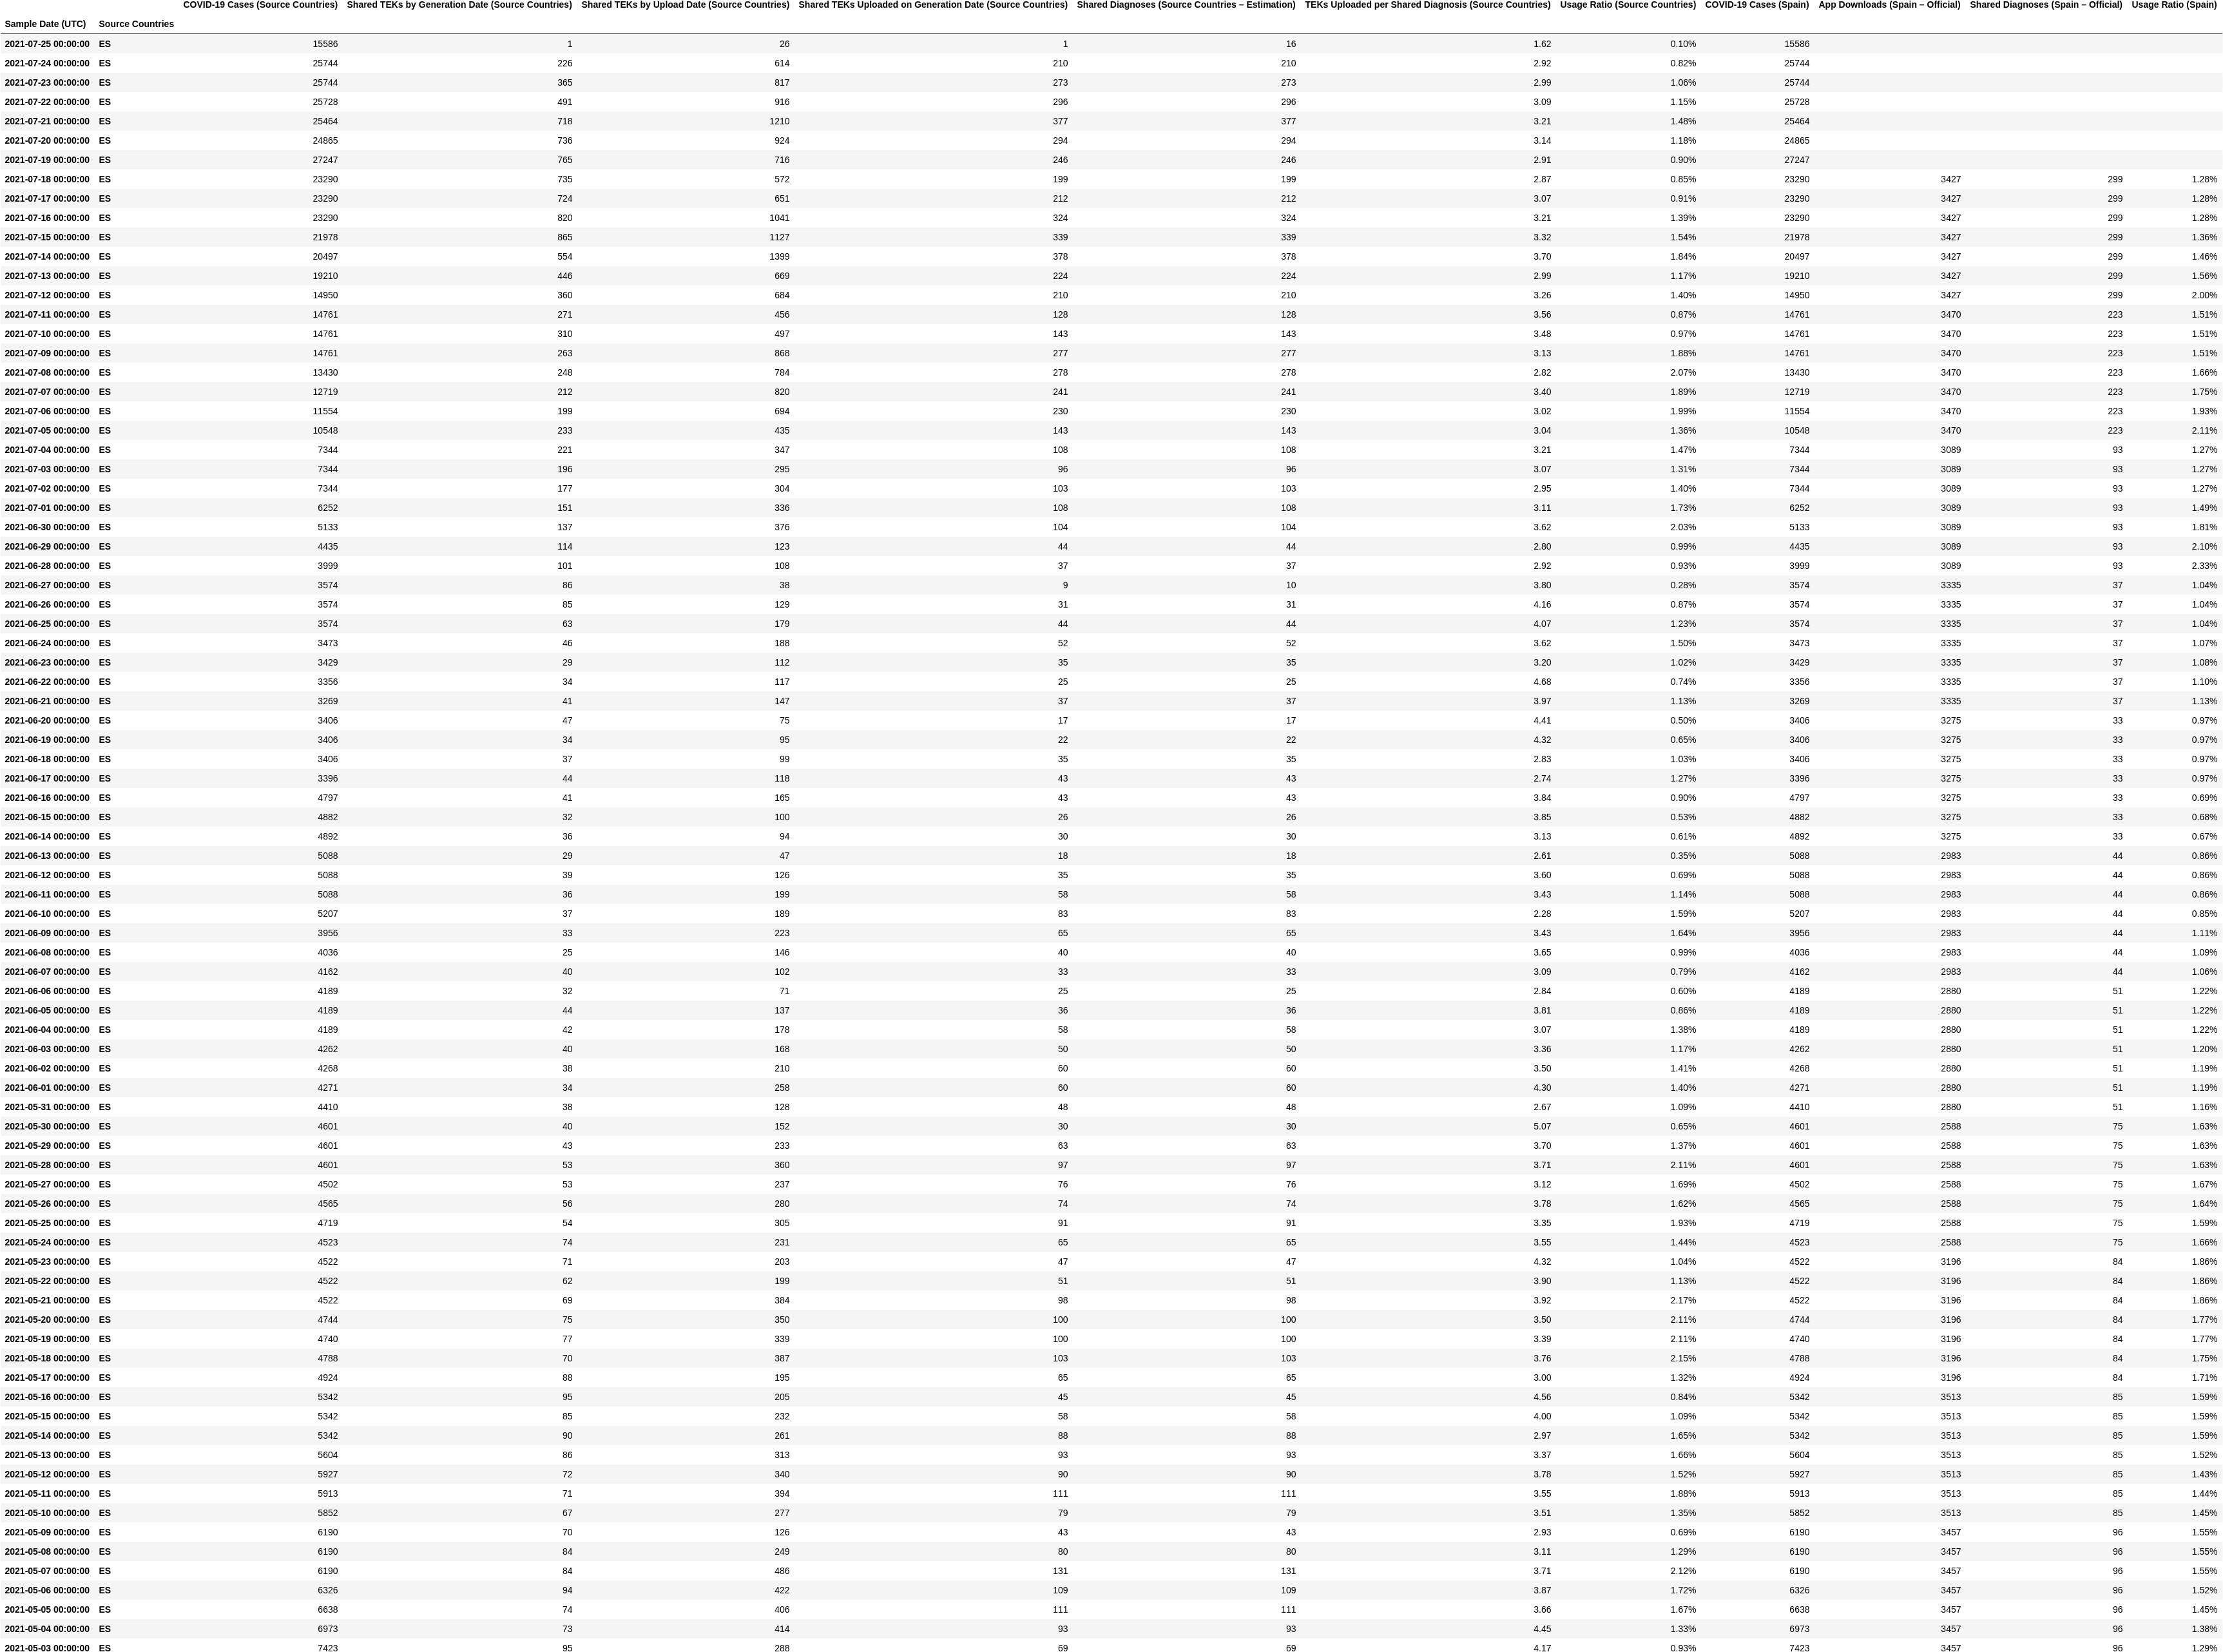 COVID-19 Cases (Source Countries) Shared TEKs by Generation Date (Source Countries) Shared TEKs by Upload Date (Source Countries) Shared TEKs Uploaded on Generation Date (Source Countries) Shared Diagnoses (Source Countries – Estimation) TEKs Uploaded per Shared Diagnosis (Source Countries) Usage Ratio (Source Countries) COVID-19 Cases (Spain) App Downloads (Spain – Official) Shared Diagnoses (Spain – Official) Usage Ratio (Spain)
Sample Date (UTC) Source Countries
2021-07-25 00:00:00 ES 15586 1 26 1 16 1.62 0.10% 15586
2021-07-24 00:00:00 ES 25744 226 614 210 210 2.92 0.82% 25744
2021-07-23 00:00:00 ES 25744 365 817 273 273 2.99 1.06% 25744
2021-07-22 00:00:00 ES 25728 491 916 296 296 3.09 1.15% 25728
2021-07-21 00:00:00 ES 25464 718 1210 377 377 3.21 1.48% 25464
2021-07-20 00:00:00 ES 24865 736 924 294 294 3.14 1.18% 24865
2021-07-19 00:00:00 ES 27247 765 716 246 246 2.91 0.90% 27247
2021-07-18 00:00:00 ES 23290 735 572 199 199 2.87 0.85% 23290 3427 299 1.28%
2021-07-17 00:00:00 ES 23290 724 651 212 212 3.07 0.91% 23290 3427 299 1.28%
2021-07-16 00:00:00 ES 23290 820 1041 324 324 3.21 1.39% 23290 3427 299 1.28%
2021-07-15 00:00:00 ES 21978 865 1127 339 339 3.32 1.54% 21978 3427 299 1.36%
2021-07-14 00:00:00 ES 20497 554 1399 378 378 3.70 1.84% 20497 3427 299 1.46%
2021-07-13 00:00:00 ES 19210 446 669 224 224 2.99 1.17% 19210 3427 299 1.56%
2021-07-12 00:00:00 ES 14950 360 684 210 210 3.26 1.40% 14950 3427 299 2.00%
2021-07-11 00:00:00 ES 14761 271 456 128 128 3.56 0.87% 14761 3470 223 1.51%
2021-07-10 00:00:00 ES 14761 310 497 143 143 3.48 0.97% 14761 3470 223 1.51%
2021-07-09 00:00:00 ES 14761 263 868 277 277 3.13 1.88% 14761 3470 223 1.51%
2021-07-08 00:00:00 ES 13430 248 784 278 278 2.82 2.07% 13430 3470 223 1.66%
2021-07-07 00:00:00 ES 12719 212 820 241 241 3.40 1.89% 12719 3470 223 1.75%
2021-07-06 00:00:00 ES 11554 199 694 230 230 3.02 1.99% 11554 3470 223 1.93%
2021-07-05 00:00:00 ES 10548 233 435 143 143 3.04 1.36% 10548 3470 223 2.11%
2021-07-04 00:00:00 ES 7344 221 347 108 108 3.21 1.47% 7344 3089 93 1.27%
2021-07-03 00:00:00 ES 7344 196 295 96 96 3.07 1.31% 7344 3089 93 1.27%
2021-07-02 00:00:00 ES 7344 177 304 103 103 2.95 1.40% 7344 3089 93 1.27%
2021-07-01 00:00:00 ES 6252 151 336 108 108 3.11 1.73% 6252 3089 93 1.49%
2021-06-30 00:00:00 ES 5133 137 376 104 104 3.62 2.03% 5133 3089 93 1.81%
2021-06-29 00:00:00 ES 4435 114 123 44 44 2.80 0.99% 4435 3089 93 2.10%
2021-06-28 00:00:00 ES 3999 101 108 37 37 2.92 0.93% 3999 3089 93 2.33%
2021-06-27 00:00:00 ES 3574 86 38 9 10 3.80 0.28% 3574 3335 37 1.04%
2021-06-26 00:00:00 ES 3574 85 129 31 31 4.16 0.87% 3574 3335 37 1.04%
2021-06-25 00:00:00 ES 3574 63 179 44 44 4.07 1.23% 3574 3335 37 1.04%
2021-06-24 00:00:00 ES 3473 46 188 52 52 3.62 1.50% 3473 3335 37 1.07%
2021-06-23 00:00:00 ES 3429 29 112 35 35 3.20 1.02% 3429 3335 37 1.08%
2021-06-22 00:00:00 ES 3356 34 117 25 25 4.68 0.74% 3356 3335 37 1.10%
2021-06-21 00:00:00 ES 3269 41 147 37 37 3.97 1.13% 3269 3335 37 1.13%
2021-06-20 00:00:00 ES 3406 47 75 17 17 4.41 0.50% 3406 3275 33 0.97%
2021-06-19 00:00:00 ES 3406 34 95 22 22 4.32 0.65% 3406 3275 33 0.97%
2021-06-18 00:00:00 ES 3406 37 99 35 35 2.83 1.03% 3406 3275 33 0.97%
2021-06-17 00:00:00 ES 3396 44 118 43 43 2.74 1.27% 3396 3275 33 0.97%
2021-06-16 00:00:00 ES 4797 41 165 43 43 3.84 0.90% 4797 3275 33 0.69%
2021-06-15 00:00:00 ES 4882 32 100 26 26 3.85 0.53% 4882 3275 33 0.68%
2021-06-14 00:00:00 ES 4892 36 94 30 30 3.13 0.61% 4892 3275 33 0.67%
2021-06-13 00:00:00 ES 5088 29 47 18 18 2.61 0.35% 5088 2983 44 0.86%
2021-06-12 00:00:00 ES 5088 39 126 35 35 3.60 0.69% 5088 2983 44 0.86%
2021-06-11 00:00:00 ES 5088 36 199 58 58 3.43 1.14% 5088 2983 44 0.86%
2021-06-10 00:00:00 ES 5207 37 189 83 83 2.28 1.59% 5207 2983 44 0.85%
2021-06-09 00:00:00 ES 3956 33 223 65 65 3.43 1.64% 3956 2983 44 1.11%
2021-06-08 00:00:00 ES 4036 25 146 40 40 3.65 0.99% 4036 2983 44 1.09%
2021-06-07 00:00:00 ES 4162 40 102 33 33 3.09 0.79% 4162 2983 44 1.06%
2021-06-06 00:00:00 ES 4189 32 71 25 25 2.84 0.60% 4189 2880 51 1.22%
2021-06-05 00:00:00 ES 4189 44 137 36 36 3.81 0.86% 4189 2880 51 1.22%
2021-06-04 00:00:00 ES 4189 42 178 58 58 3.07 1.38% 4189 2880 51 1.22%
2021-06-03 00:00:00 ES 4262 40 168 50 50 3.36 1.17% 4262 2880 51 1.20%
2021-06-02 00:00:00 ES 4268 38 210 60 60 3.50 1.41% 4268 2880 51 1.19%
2021-06-01 00:00:00 ES 4271 34 258 60 60 4.30 1.40% 4271 2880 51 1.19%
2021-05-31 00:00:00 ES 4410 38 128 48 48 2.67 1.09% 4410 2880 51 1.16%
2021-05-30 00:00:00 ES 4601 40 152 30 30 5.07 0.65% 4601 2588 75 1.63%
2021-05-29 00:00:00 ES 4601 43 233 63 63 3.70 1.37% 4601 2588 75 1.63%
2021-05-28 00:00:00 ES 4601 53 360 97 97 3.71 2.11% 4601 2588 75 1.63%
2021-05-27 00:00:00 ES 4502 53 237 76 76 3.12 1.69% 4502 2588 75 1.67%
2021-05-26 00:00:00 ES 4565 56 280 74 74 3.78 1.62% 4565 2588 75 1.64%
2021-05-25 00:00:00 ES 4719 54 305 91 91 3.35 1.93% 4719 2588 75 1.59%
2021-05-24 00:00:00 ES 4523 74 231 65 65 3.55 1.44% 4523 2588 75 1.66%
2021-05-23 00:00:00 ES 4522 71 203 47 47 4.32 1.04% 4522 3196 84 1.86%
2021-05-22 00:00:00 ES 4522 62 199 51 51 3.90 1.13% 4522 3196 84 1.86%
2021-05-21 00:00:00 ES 4522 69 384 98 98 3.92 2.17% 4522 3196 84 1.86%
2021-05-20 00:00:00 ES 4744 75 350 100 100 3.50 2.11% 4744 3196 84 1.77%
2021-05-19 00:00:00 ES 4740 77 339 100 100 3.39 2.11% 4740 3196 84 1.77%
2021-05-18 00:00:00 ES 4788 70 387 103 103 3.76 2.15% 4788 3196 84 1.75%
2021-05-17 00:00:00 ES 4924 88 195 65 65 3.00 1.32% 4924 3196 84 1.71%
2021-05-16 00:00:00 ES 5342 95 205 45 45 4.56 0.84% 5342 3513 85 1.59%
2021-05-15 00:00:00 ES 5342 85 232 58 58 4.00 1.09% 5342 3513 85 1.59%
2021-05-14 00:00:00 ES 5342 90 261 88 88 2.97 1.65% 5342 3513 85 1.59%
2021-05-13 00:00:00 ES 5604 86 313 93 93 3.37 1.66% 5604 3513 85 1.52%
2021-05-12 00:00:00 ES 5927 72 340 90 90 3.78 1.52% 5927 3513 85 1.43%
2021-05-11 00:00:00 ES 5913 71 394 111 111 3.55 1.88% 5913 3513 85 1.44%
2021-05-10 00:00:00 ES 5852 67 277 79 79 3.51 1.35% 5852 3513 85 1.45%
2021-05-09 00:00:00 ES 6190 70 126 43 43 2.93 0.69% 6190 3457 96 1.55%
2021-05-08 00:00:00 ES 6190 84 249 80 80 3.11 1.29% 6190 3457 96 1.55%
2021-05-07 00:00:00 ES 6190 84 486 131 131 3.71 2.12% 6190 3457 96 1.55%
2021-05-06 00:00:00 ES 6326 94 422 109 109 3.87 1.72% 6326 3457 96 1.52%
2021-05-05 00:00:00 ES 6638 74 406 111 111 3.66 1.67% 6638 3457 96 1.45%
2021-05-04 00:00:00 ES 6973 73 414 93 93 4.45 1.33% 6973 3457 96 1.38%
2021-05-03 00:00:00 ES 7423 95 288 69 69 4.17 0.93% 7423 3457 96 1.29%